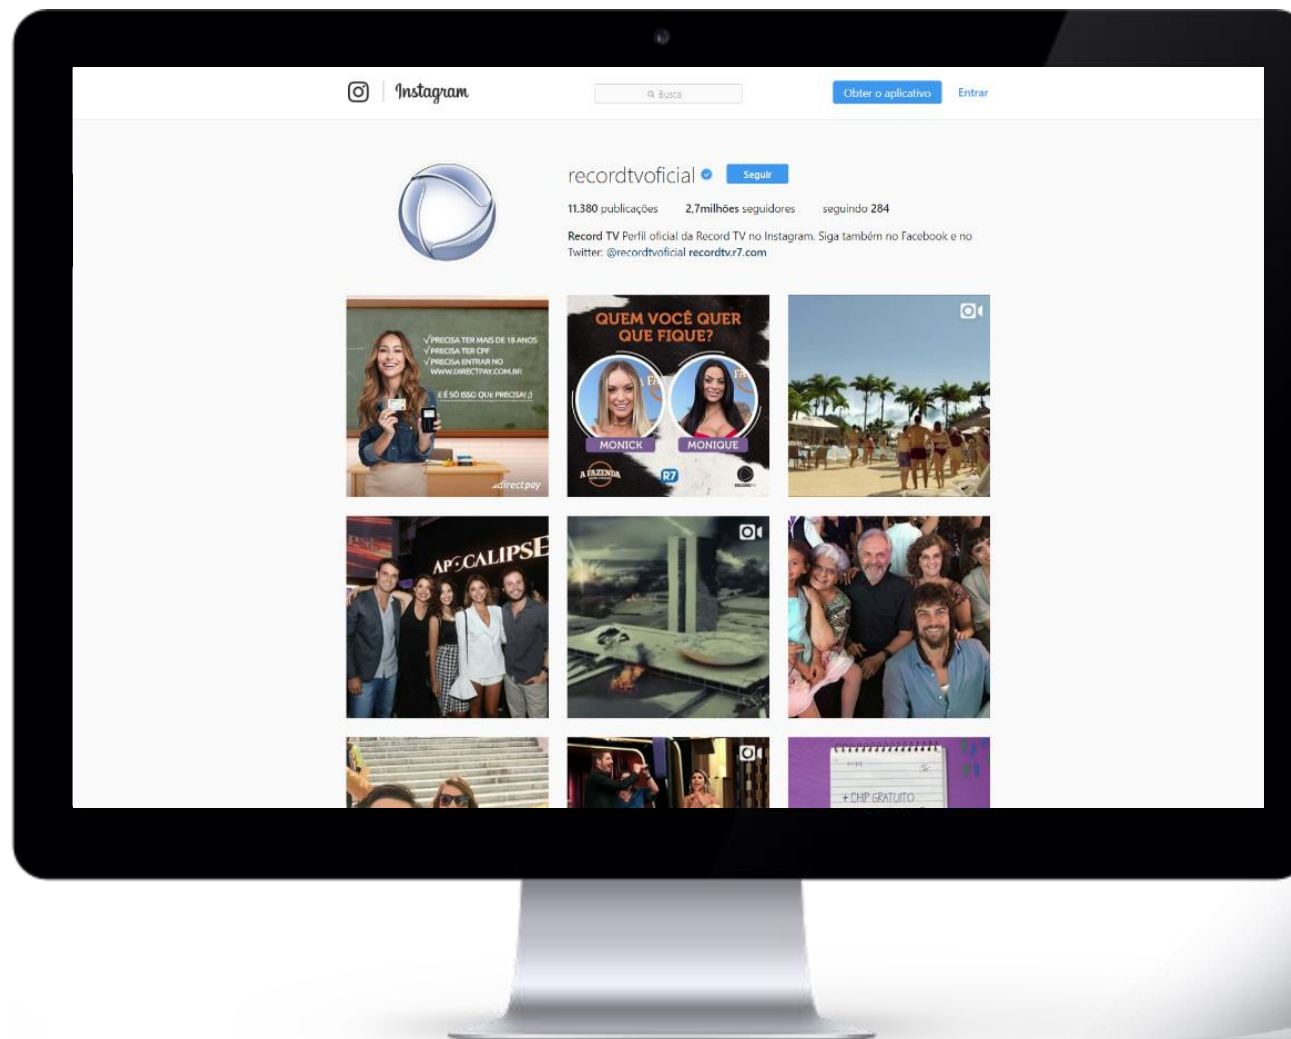 Instagram
Busca
Obter o aplicativo
Entrar
recordtvoficial
Seguir
11.380 publicações 2,7milhões seguidores seguindo 284
Record TV Perfil oficial da Record TV no Instagram. Siga também no Facebook e no
Twitter: @recordtvoficial recordtv.r7.com
√PRECISA TER MAIS DE 18 ANOS
√PRECISA TER CPF
√PRECISA ENTRAR NO
WWW.DIRECTPAY.COM.BR!
E É SÓ ISSO QUE PRECISA! ;)
directpay
QUEM VOCÊ QUER
QUE FIQUE?
MONICK
MONIQUE
A FAZENDA
R7
APOCALIPSE
+ CHIP GRATUITO